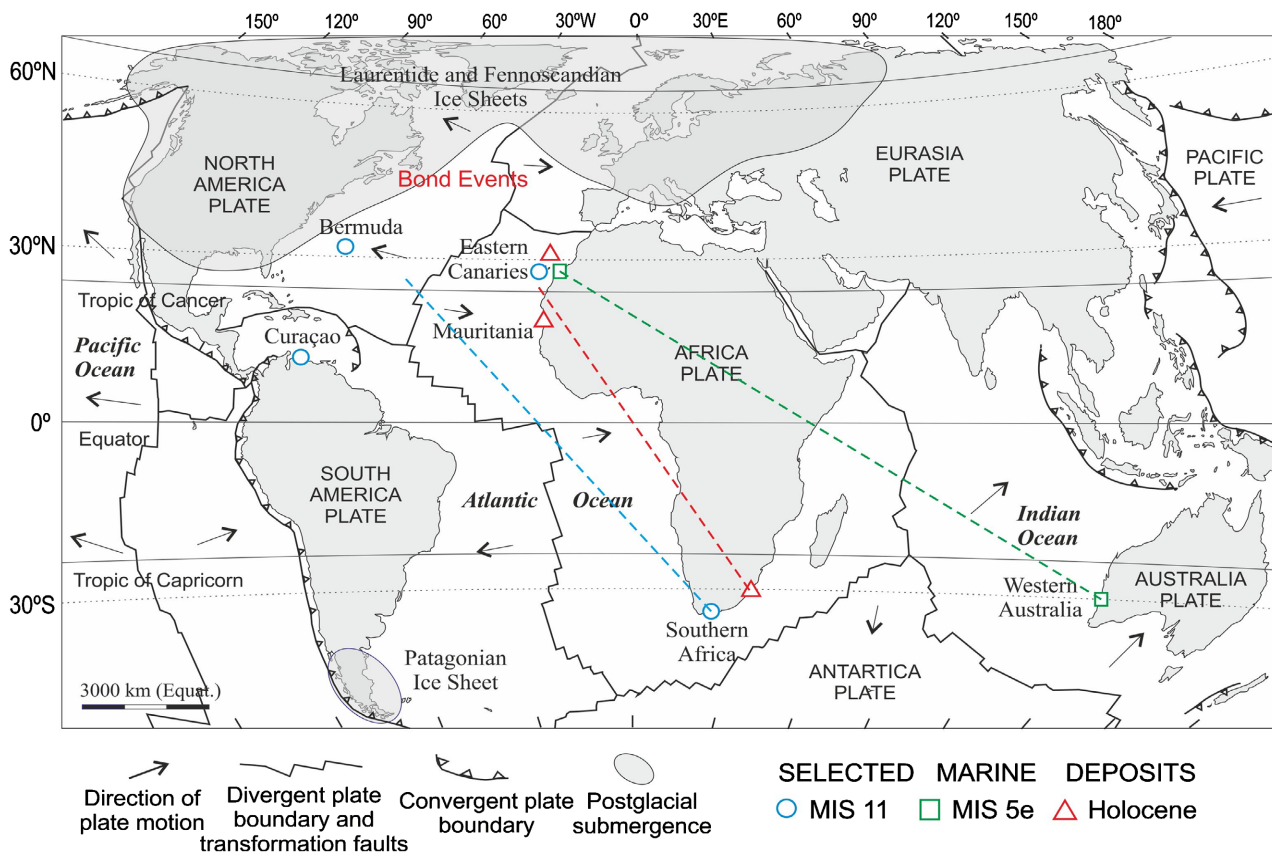 150º 120º 90º 60º 30ºW 0º 30ºE 60º 90º 120º 150º 180º
60ºN
Laurentide and Fennoscandian
Ice Sheets
NORTH
AMERICA
PLATE
Bond Events
EURASIA
PLATE
PACIFIC
PLATE
Bermuda
30ºN
Eastern
Canaries
Tropic of Cancer
Mauritania
Curaçao
Pacific
Ocean
AFRICA
PLATE
0º
Equator
SOUTH
AMERICA
PLATE
Atlantic Ocean
Indian
Ocean
Tropic of Capricorn
30ºS
Western
Australia
AUSTRALIA
PLATE
Southern
Africa
Patagonian
Ice Sheet
ANTARTICA
PLATE
3000 km (Equat.)
Direction of
plate motion
Divergent plate
boundary and
transformation faults
Convergent plate
boundary
Postglacial
submergence
SELECTED MARINE DEPOSITS
MIS 11 MIS 5e Holocene